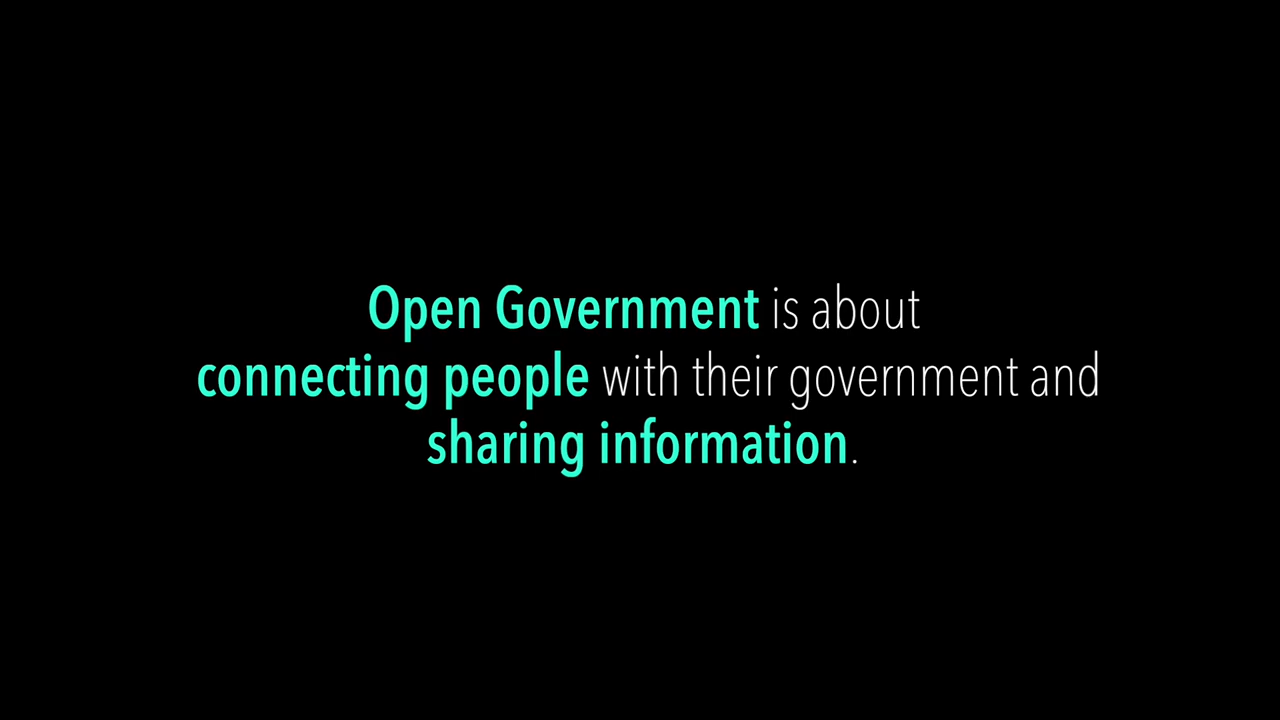 Open Government is about
connecting people with their government and
sharing information.